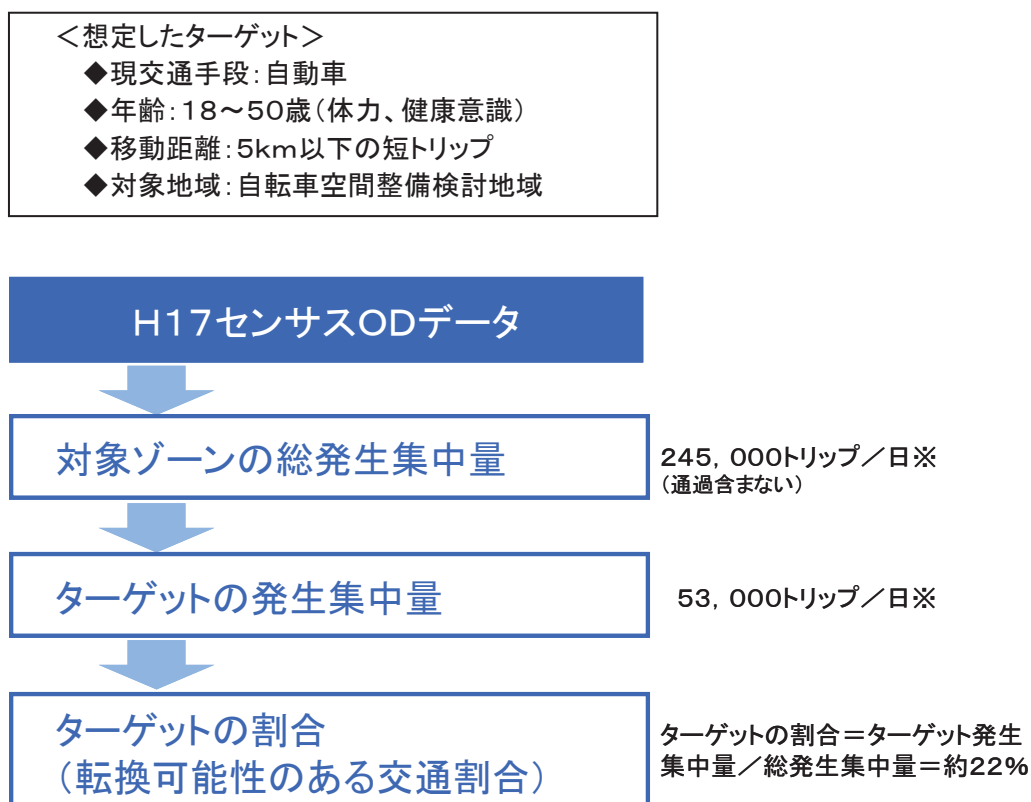 ＜想定したターゲット＞
◆現交通手段：自動車
◆年齢：１８～５０歳（体力、健康意識）
◆移動距離：５ｋｍ以下の短トリップ
◆対象地域：自転車空間整備検討地域
Ｈ１７センサスＯＤデータ
対象ゾーンの総発生集中量
２４５，０００トリップ／日※
（通過含まない）
ターゲットの発生集中量
５３，０００トリップ／日※
ターゲットの割合
（転換可能性のある交通割合）
ターゲットの割合＝ターゲット発生
集中量／総発生集中量＝約２２％